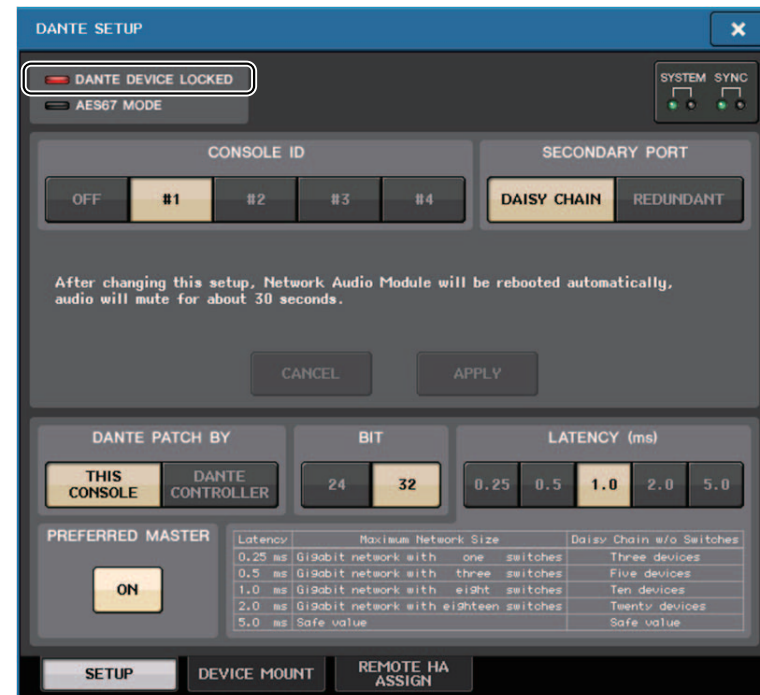 DANTE SETUP
DANTE DEVICE LOCKED
AES67 MODE
SYSTEM SYNC
CONSOLE ID
OFF #1 #2 #3 #4
SECONDARY PORT
DAISY CHAIN REDUNDANT
After changing this setup, Network Audio Module will be rebooted automatically,
audio will mute for about 30 seconds.
CANCEL APPLY
DANTE PATCH BY
THIS CONSOLE DANTE CONTROLLER
BIT
24 32
LATENCY (ms)
0.25 0.5 1.0 2.0 5.0
PREFERRED MASTER
ON
Latency Maximum Network Size Daisy Chain w/o Switches
0.25 ms Gigabit network with one switches Three devices
0.5 ms Gigabit network with three switches Five devices
1.0 ms Gigabit network with eight switches Ten devices
2.0 ms Gigabit network with eighteen switches Twenty devices
5.0 ms Safe value Safe value
SETUP DEVICE MOUNT REMOTE HA ASSIGN